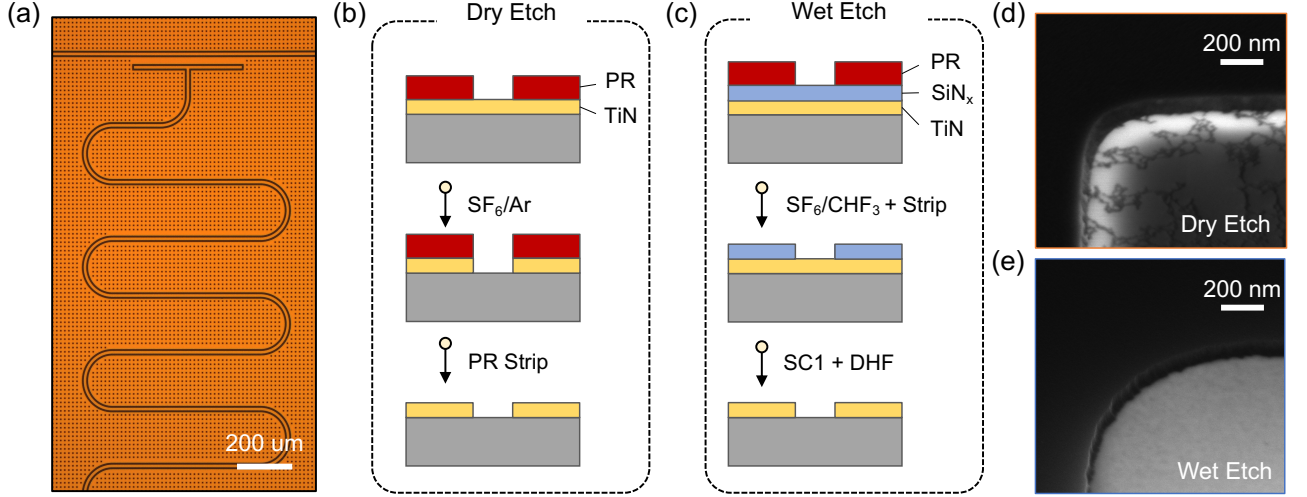 (a)
200 um
(b)
Dry Etch
PR
TiN
SF6/Ar
PR Strip
(c)
Wet Etch
PR
SiNx
TiN
SF6/CHF3 + Strip
SC1 + DHF
(d)
200 nm
Dry Etch
(e)
200 nm
Wet Etch